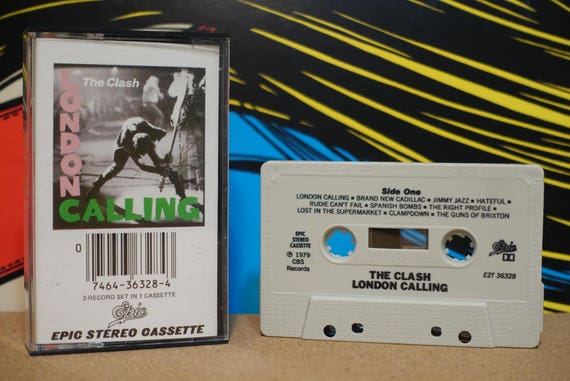 The Clash
LONDON
CALLING
0
7464-36328-4
2-RECORD SET IN 1 CASSETTE
Epic
EPIC STEREO CASSETTE
Side One
LONDON CALLING • BRAND NEW CADILLAC • JIMMY JAZZ • HATEFUL •
RUDIE CAN'T FAIL • SPANISH BOMBS • THE RIGHT PROFILE •
LOST IN THE SUPERMARKET • CLAMPDOWN • THE GUNS OF BRIXTON
EPIC
STEREO
CASSETTE
℗ 1979
CBS
Records
Epic
E2T 36328
THE CLASH
LONDON CALLING